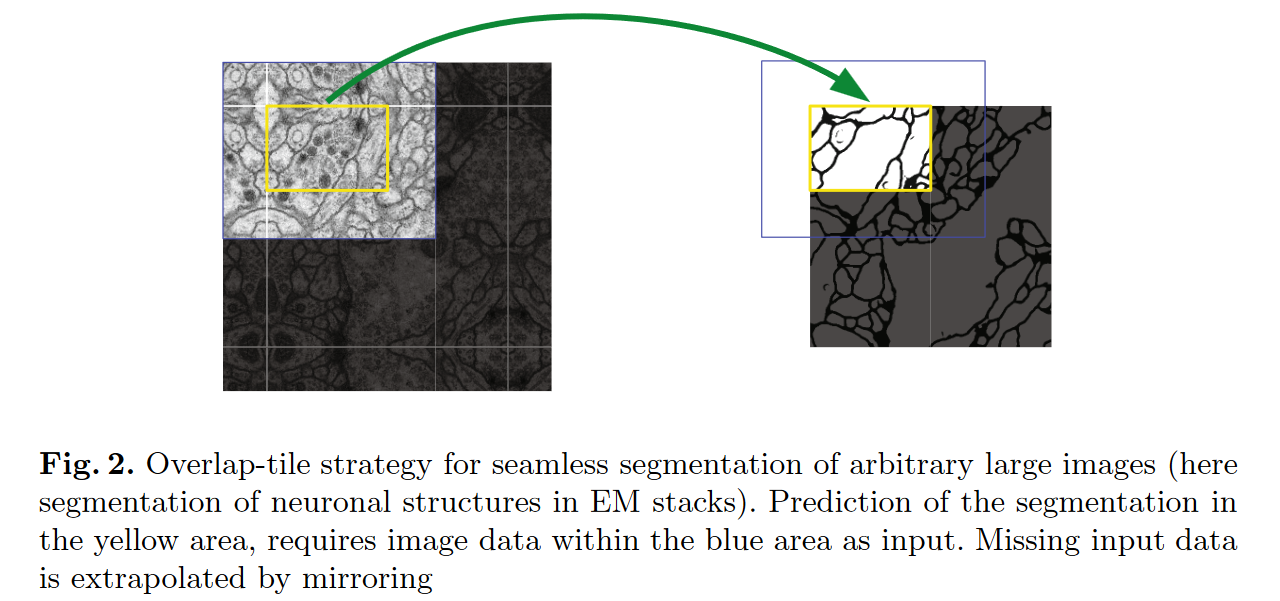 Fig. 2. Overlap-tile strategy for seamless segmentation of arbitrary large images (here
segmentation of neuronal structures in EM stacks). Prediction of the segmentation in
the yellow area, requires image data within the blue area as input. Missing input data
is extrapolated by mirroring